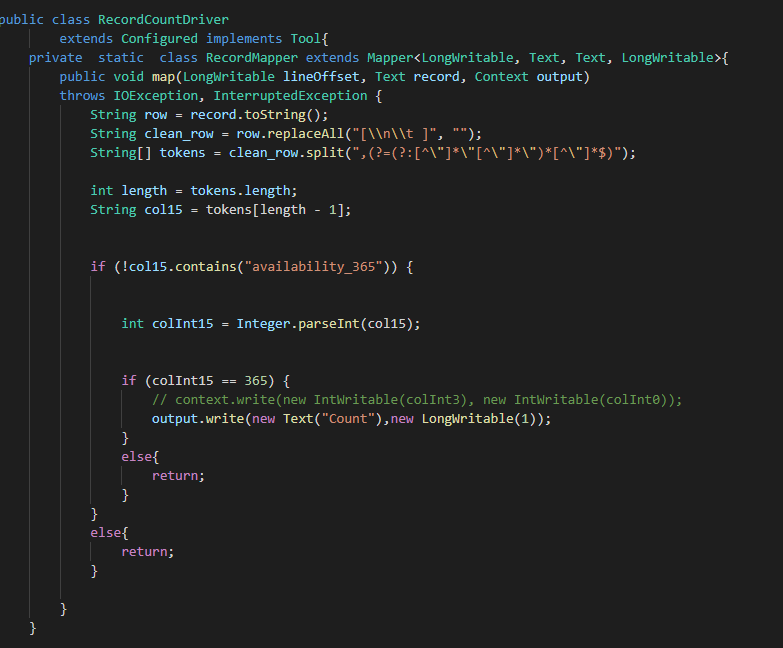 public class RecordCountDriver
extends Configured implements Tool{
private  static  class RecordMapper extends Mapper<LongWritable, Text, Text, LongWritable>{
public void map(LongWritable lineOffset, Text record, Context output)
throws IOException, InterruptedException {
String row = record.toString();
String clean_row = row.replaceAll("[\\n\\t ]", "");
String[] tokens = clean_row.split(",(?=(?:[^\"]*\"[^\"]*\")*[^\"]*$)");
int length = tokens.length;
String col15 = tokens[length - 1];
if (!col15.contains("availability_365")) {
int colInt15 = Integer.parseInt(col15);
if (colInt15 == 365) {
// context.write(new IntWritable(colInt3), new IntWritable(colInt0));
output.write(new Text("Count"),new LongWritable(1));
}
else{
return;
}
}
else{
return;
}
}
}